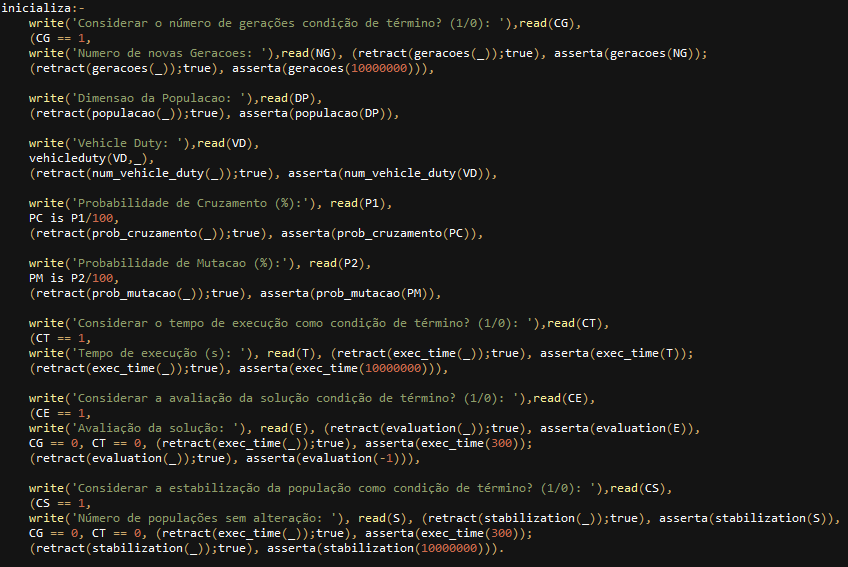 inicializa:-
write('Considerar o número de gerações condição de término? (1/0): '),read(CG),
(CG == 1,
write('Numero de novas Geracoes: '),read(NG), (retract(geracoes(_));true), asserta(geracoes(NG));
(retract(geracoes(_));true), asserta(geracoes(10000000))),
write('Dimensao da Populacao: '),read(DP),
(retract(populacao(_));true), asserta(populacao(DP)),
write('Vehicle Duty: '),read(VD),
vehicleduty(VD,_),
(retract(num_vehicle_duty(_));true), asserta(num_vehicle_duty(VD)),
write('Probabilidade de Cruzamento (%):'), read(P1),
PC is P1/100,
(retract(prob_cruzamento(_));true), asserta(prob_cruzamento(PC)),
write('Probabilidade de Mutacao (%):'), read(P2),
PM is P2/100,
(retract(prob_mutacao(_));true), asserta(prob_mutacao(PM)),
write('Considerar o tempo de execução como condição de término? (1/0): '),read(CT),
(CT == 1,
write('Tempo de execução (s): '), read(T), (retract(exec_time(_));true), asserta(exec_time(T));
(retract(exec_time(_));true), asserta(exec_time(10000000))),
write('Considerar a avaliação da solução condição de término? (1/0): '),read(CE),
(CE == 1,
write('Avaliação da solução: '), read(E), (retract(evaluation(_));true), asserta(evaluation(E)),
CG == 0, CT == 0, (retract(exec_time(_));true), asserta(exec_time(300));
(retract(evaluation(_));true), asserta(evaluation(-1))),
write('Considerar a estabilização da população como condição de término? (1/0): '),read(CS),
(CS == 1,
write('Número de populações sem alteração: '), read(S), (retract(stabilization(_));true), asserta(stabilization(S)),
CG == 0, CT == 0, (retract(exec_time(_));true), asserta(exec_time(300));
(retract(stabilization(_));true), asserta(stabilization(10000000))).